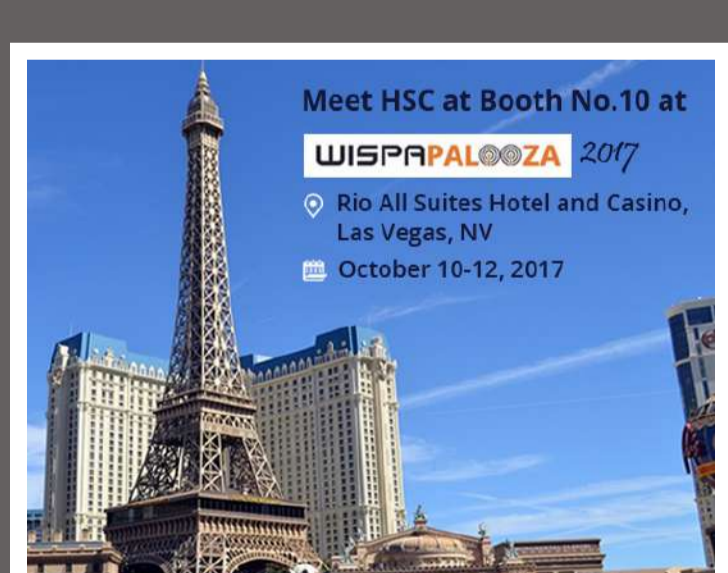 Meet HSC at Booth No.10 at
WISPAPALOOZA 2017
Rio All Suites Hotel and Casino,
Las Vegas, NV
October 10-12, 2017